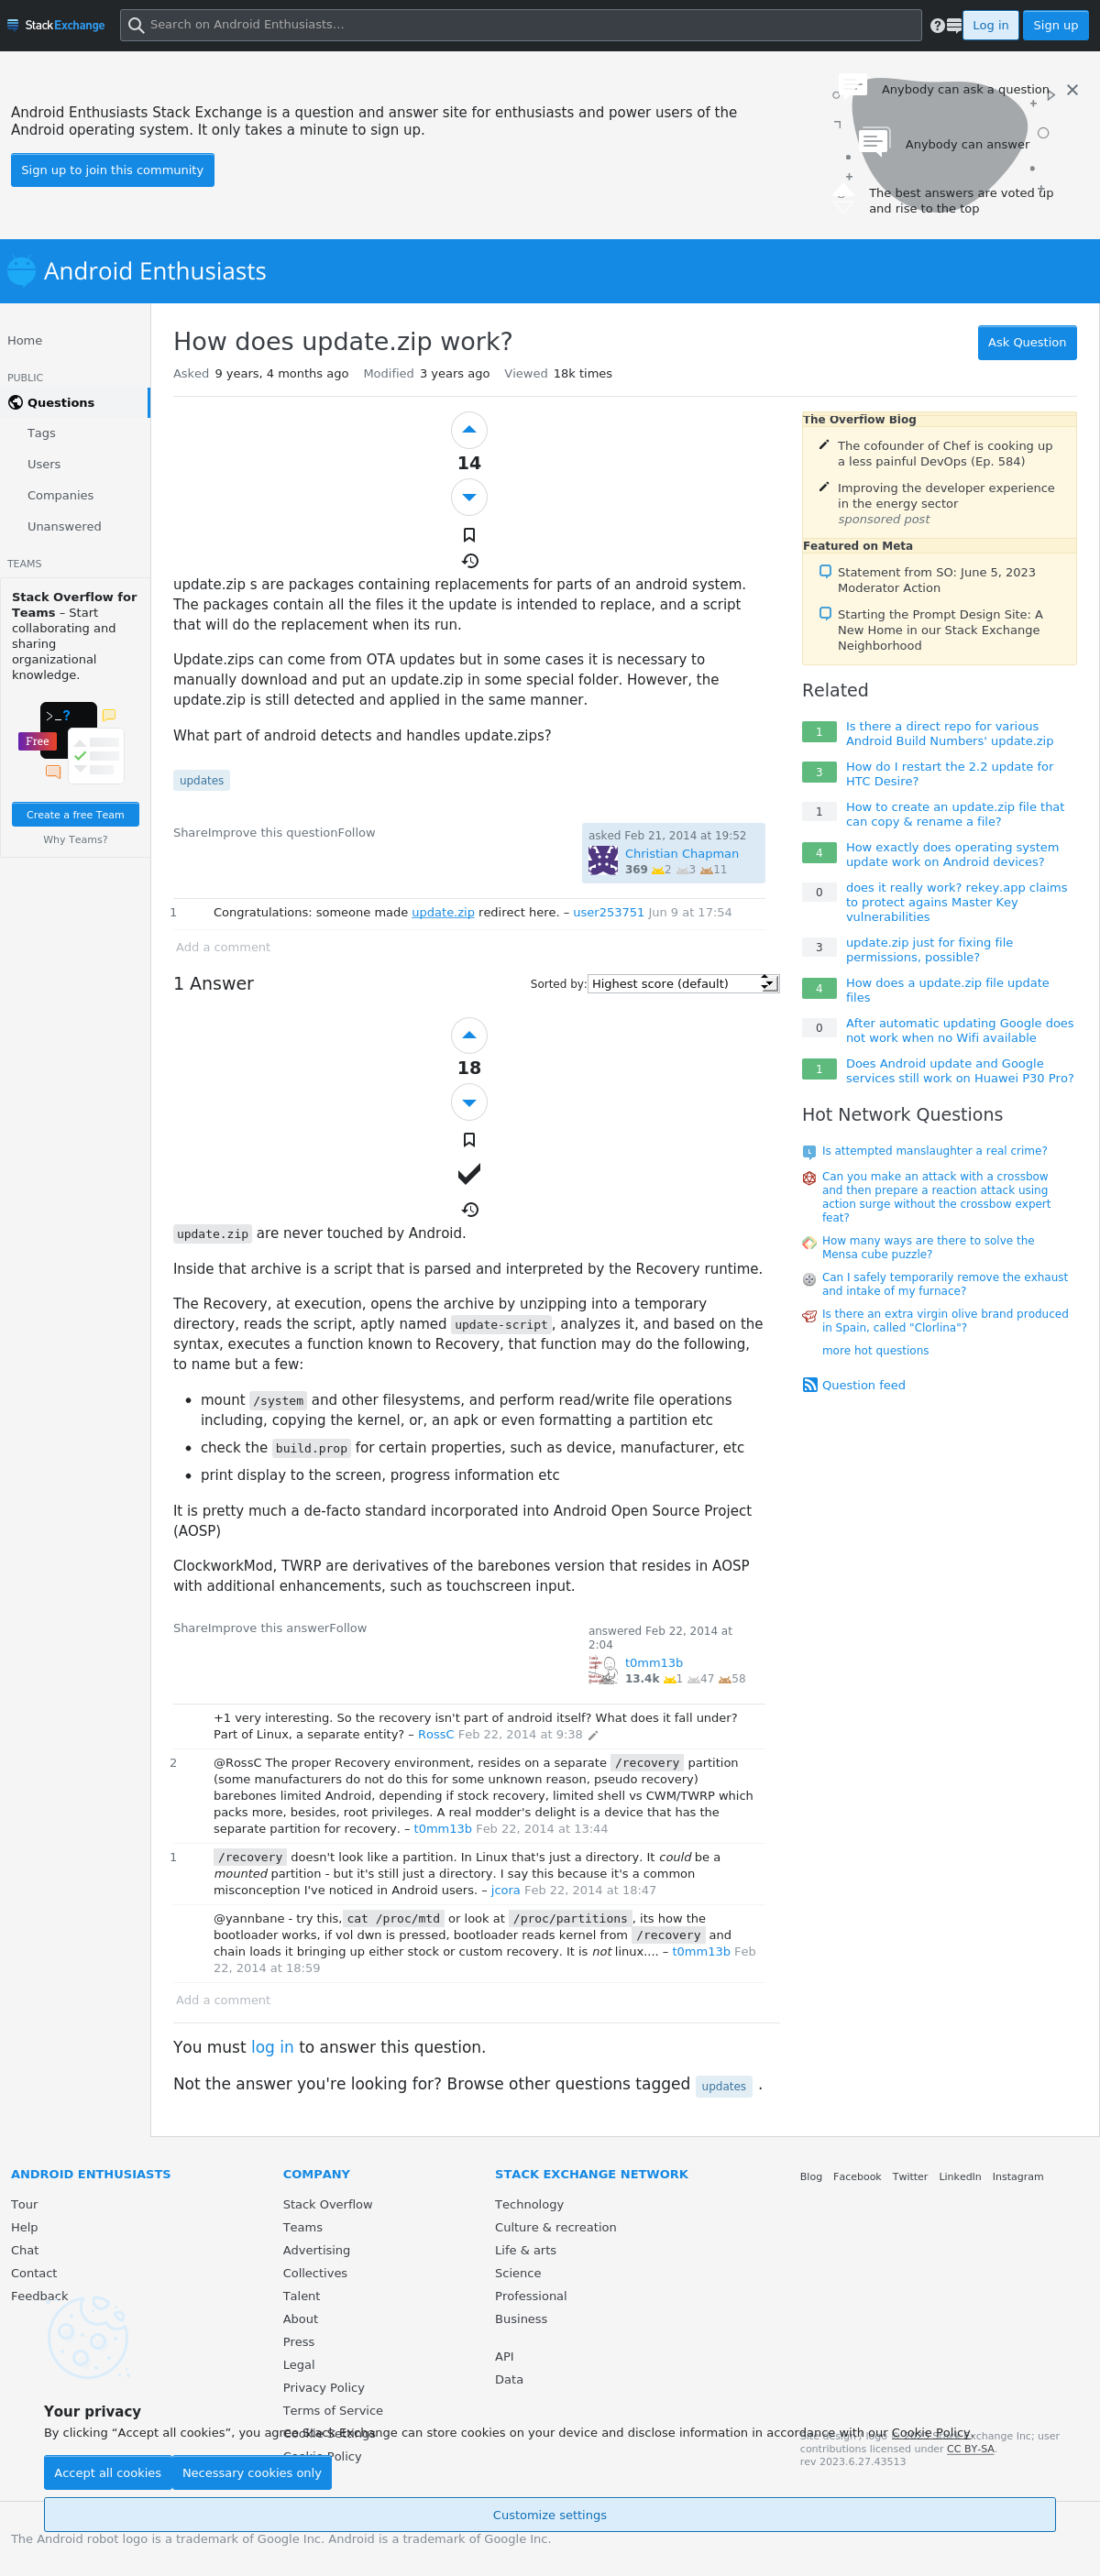 StackExchange
Search on Android Enthusiasts…
Log in
Sign up
Android Enthusiasts Stack Exchange is a question and answer site for enthusiasts and power users of the
Android operating system. It only takes a minute to sign up.
Sign up to join this community
Anybody can ask a question
Anybody can answer
The best answers are voted up
and rise to the top
Android Enthusiasts
Home
PUBLIC
Questions
Tags
Users
Companies
Unanswered
TEAMS
Stack Overflow for
Teams – Start
collaborating and
sharing
organizational
knowledge.
>_?
Free
Create a free Team
Why Teams?
How does update.zip work?
Ask Question
Asked 9 years, 4 months ago Modified 3 years ago Viewed 18k times
14
update.zip s are packages containing replacements for parts of an android system.
The packages contain all the files it the update is intended to replace, and a script
that will do the replacement when its run.
Update.zips can come from OTA updates but in some cases it is necessary to
manually download and put an update.zip in some special folder. However, the
update.zip is still detected and applied in the same manner.
What part of android detects and handles update.zips?
updates
ShareImprove this questionFollow
asked Feb 21, 2014 at 19:52
Christian Chapman
369 2 3 11
1 Congratulations: someone made update.zip redirect here. – user253751 Jun 9 at 17:54
Add a comment
1 Answer
Sorted by: Highest score (default)
18
update.zip are never touched by Android.
Inside that archive is a script that is parsed and interpreted by the Recovery runtime.
The Recovery, at execution, opens the archive by unzipping into a temporary
directory, reads the script, aptly named update-script, analyzes it, and based on the
syntax, executes a function known to Recovery, that function may do the following,
to name but a few:
• mount /system and other filesystems, and perform read/write file operations
including, copying the kernel, or, an apk or even formatting a partition etc
• check the build.prop for certain properties, such as device, manufacturer, etc
• print display to the screen, progress information etc
It is pretty much a de-facto standard incorporated into Android Open Source Project
(AOSP)
ClockworkMod, TWRP are derivatives of the barebones version that resides in AOSP
with additional enhancements, such as touchscreen input.
ShareImprove this answerFollow
answered Feb 22, 2014 at
2:04
t0mm13b
13.4k 1 47 58
+1 very interesting. So the recovery isn't part of android itself? What does it fall under?
Part of Linux, a separate entity? – RossC Feb 22, 2014 at 9:38
2 @RossC The proper Recovery environment, resides on a separate /recovery partition
(some manufacturers do not do this for some unknown reason, pseudo recovery)
barebones limited Android, depending if stock recovery, limited shell vs CWM/TWRP which
packs more, besides, root privileges. A real modder's delight is a device that has the
separate partition for recovery. – t0mm13b Feb 22, 2014 at 13:44
1 /recovery doesn't look like a partition. In Linux that's just a directory. It could be a
mounted partition - but it's still just a directory. I say this because it's a common
misconception I've noticed in Android users. – jcora Feb 22, 2014 at 18:47
@yannbane - try this, cat /proc/mtd or look at /proc/partitions, its how the
bootloader works, if vol dwn is pressed, bootloader reads kernel from /recovery and
chain loads it bringing up either stock or custom recovery. It is not linux.... – t0mm13b Feb
22, 2014 at 18:59
Add a comment
You must log in to answer this question.
Not the answer you're looking for? Browse other questions tagged updates .
The Overflow Blog
The cofounder of Chef is cooking up
a less painful DevOps (Ep. 584)
Improving the developer experience
in the energy sector
sponsored post
Featured on Meta
Statement from SO: June 5, 2023
Moderator Action
Starting the Prompt Design Site: A
New Home in our Stack Exchange
Neighborhood
Related
1 Is there a direct repo for various
Android Build Numbers' update.zip
3 How do I restart the 2.2 update for
HTC Desire?
1 How to create an update.zip file that
can copy & rename a file?
4 How exactly does operating system
update work on Android devices?
0 does it really work? rekey.app claims
to protect agains Master Key
vulnerabilities
3 update.zip just for fixing file
permissions, possible?
4 How does a update.zip file update
files
0 After automatic updating Google does
not work when no Wifi available
1 Does Android update and Google
services still work on Huawei P30 Pro?
Hot Network Questions
Is attempted manslaughter a real crime?
Can you make an attack with a crossbow
and then prepare a reaction attack using
action surge without the crossbow expert
feat?
How many ways are there to solve the
Mensa cube puzzle?
Can I safely temporarily remove the exhaust
and intake of my furnace?
Is there an extra virgin olive brand produced
in Spain, called "Clorlina"?
more hot questions
Question feed
ANDROID ENTHUSIASTS
Tour
Help
Chat
Contact
Feedback
COMPANY
Stack Overflow
Teams
Advertising
Collectives
Talent
About
Press
Legal
Privacy Policy
Terms of Service
Cookie Settings
Cookie Policy
STACK EXCHANGE NETWORK
Technology
Culture & recreation
Life & arts
Science
Professional
Business
API
Data
Blog Facebook Twitter LinkedIn Instagram
Site design / logo © 2023 Stack Exchange Inc; user
contributions licensed under CC BY-SA.
rev 2023.6.27.43513
Your privacy
By clicking “Accept all cookies”, you agree Stack Exchange can store cookies on your device and disclose information in accordance with our Cookie Policy.
Accept all cookies
Necessary cookies only
Customize settings
The Android robot logo is a trademark of Google Inc. Android is a trademark of Google Inc.